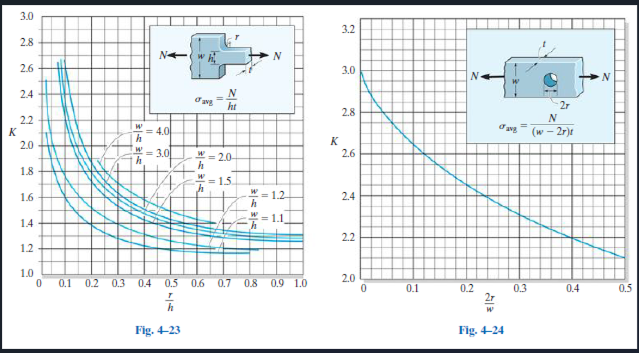 3.0
2.8
2.6
2.4
2.2
2.0
1.8
1.6
1.4
1.2
1.0
K
0 0.1 0.2 0.3 0.4 0.5 0.6 0.7 0.8 0.9 1.0
r
h
N
w
h
r
t
N
σavg = N
ht
w
h = 4.0
w
h = 3.0
w
h = 2.0
w
h = 1.5
w
h = 1.2
w
h = 1.1
Fig. 4–23
3.2
3.0
2.8
2.6
2.4
2.2
2.0
K
0 0.1 0.2 0.3 0.4 0.5
2r
w
t
N
w
N
2r
σavg = N
(w − 2r)t
Fig. 4–24